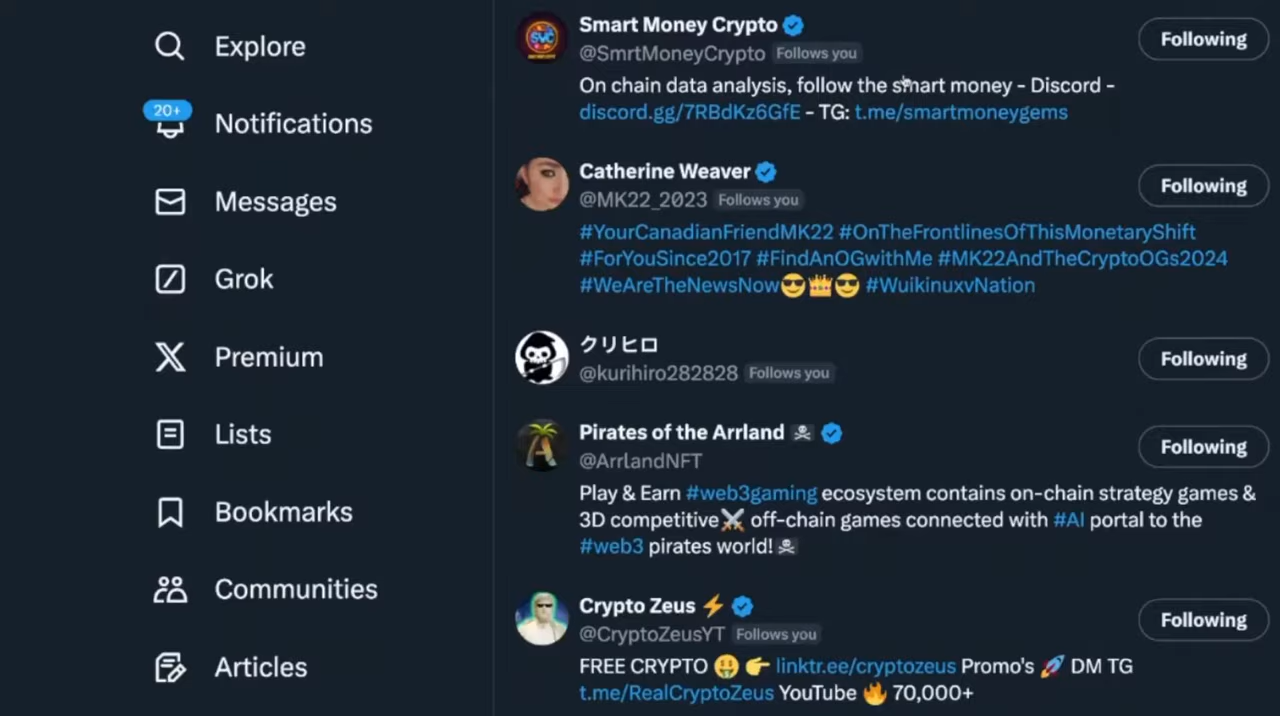 Explore
20+
Notifications
Messages
Grok
Premium
Lists
Bookmarks
Communities
Articles
Smart Money Crypto
@SmrtMoneyCrypto Follows you
Following
On chain data analysis, follow the smart money - Discord -
discord.gg/7RBdKz6GfE - TG: t.me/smartmoneygems
Catherine Weaver
@MK22_2023 Follows you
Following
#YourCanadianFriendMK22 #OnTheFrontlinesOfThisMonetaryShift
#ForYouSince2017 #FindAnOGwithMe #MK22AndTheCryptoOGs2024
#WeAreTheNewsNow😎👑😎 #WuikinuxvNation
クリヒロ
@kurihiro282828 Follows you
Following
Pirates of the Arrland ☠
@ArrlandNFT
Following
Play & Earn #web3gaming ecosystem contains on-chain strategy games &
3D competitive⚔ off-chain games connected with #AI portal to the
#web3 pirates world!☠
Crypto Zeus ⚡
@CryptoZeusYT Follows you
Following
FREE CRYPTO 🤑 👉 linktr.ee/cryptozeus Promo's 🚀 DM TG
t.me/RealCryptoZeus YouTube 🔥 70,000+